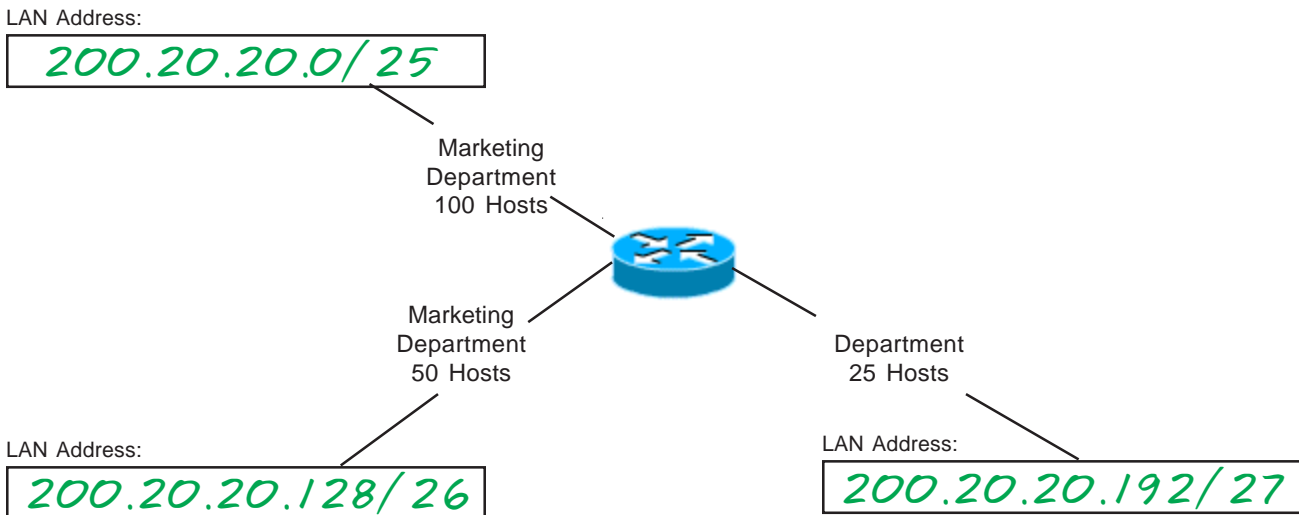 LAN Address:
200.20.20.0/25
Marketing
Department
100 Hosts
Marketing
Department
50 Hosts
Department
25 Hosts
LAN Address:
200.20.20.128/26
LAN Address:
200.20.20.192/27